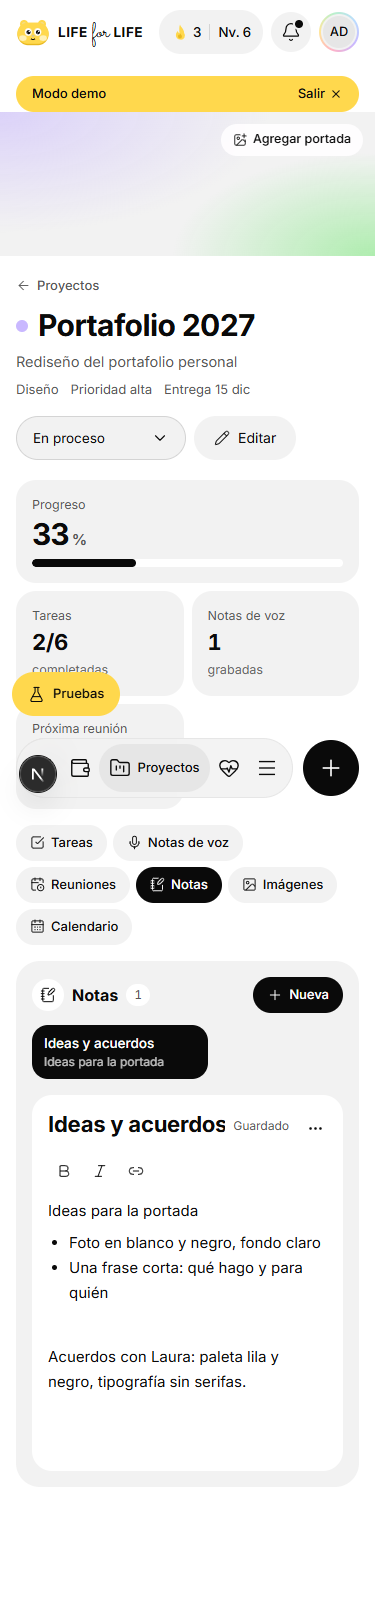 LIFE for LIFE
3
Nv. 6
AD
Modo demo
Salir
Agregar portada
Proyectos
Portafolio 2027
Rediseño del portafolio personal
Diseño Prioridad alta Entrega 15 dic
En proceso
Editar
Progreso
33 %
Tareas
2/6
completadas
Notas de voz
1
grabadas
Pruebas
Próxima reunión
N
Proyectos
Tareas
Notas de voz
Reuniones
Notas
Imágenes
Calendario
Notas 1
Nueva
Ideas y acuerdos
Ideas para la portada
Ideas y acuerdos
Guardado
B I
Ideas para la portada
• Foto en blanco y negro, fondo claro
• Una frase corta: qué hago y para
quién
Acuerdos con Laura: paleta lila y
negro, tipografía sin serifas.